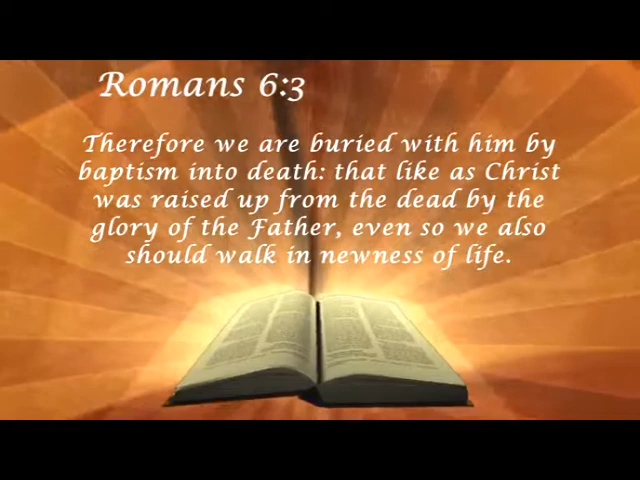 Romans 6:3
Therefore we are buried with him by
baptism into death: that like as Christ
was raised up from the dead by the
glory of the Father, even so we also
should walk in newness of life.